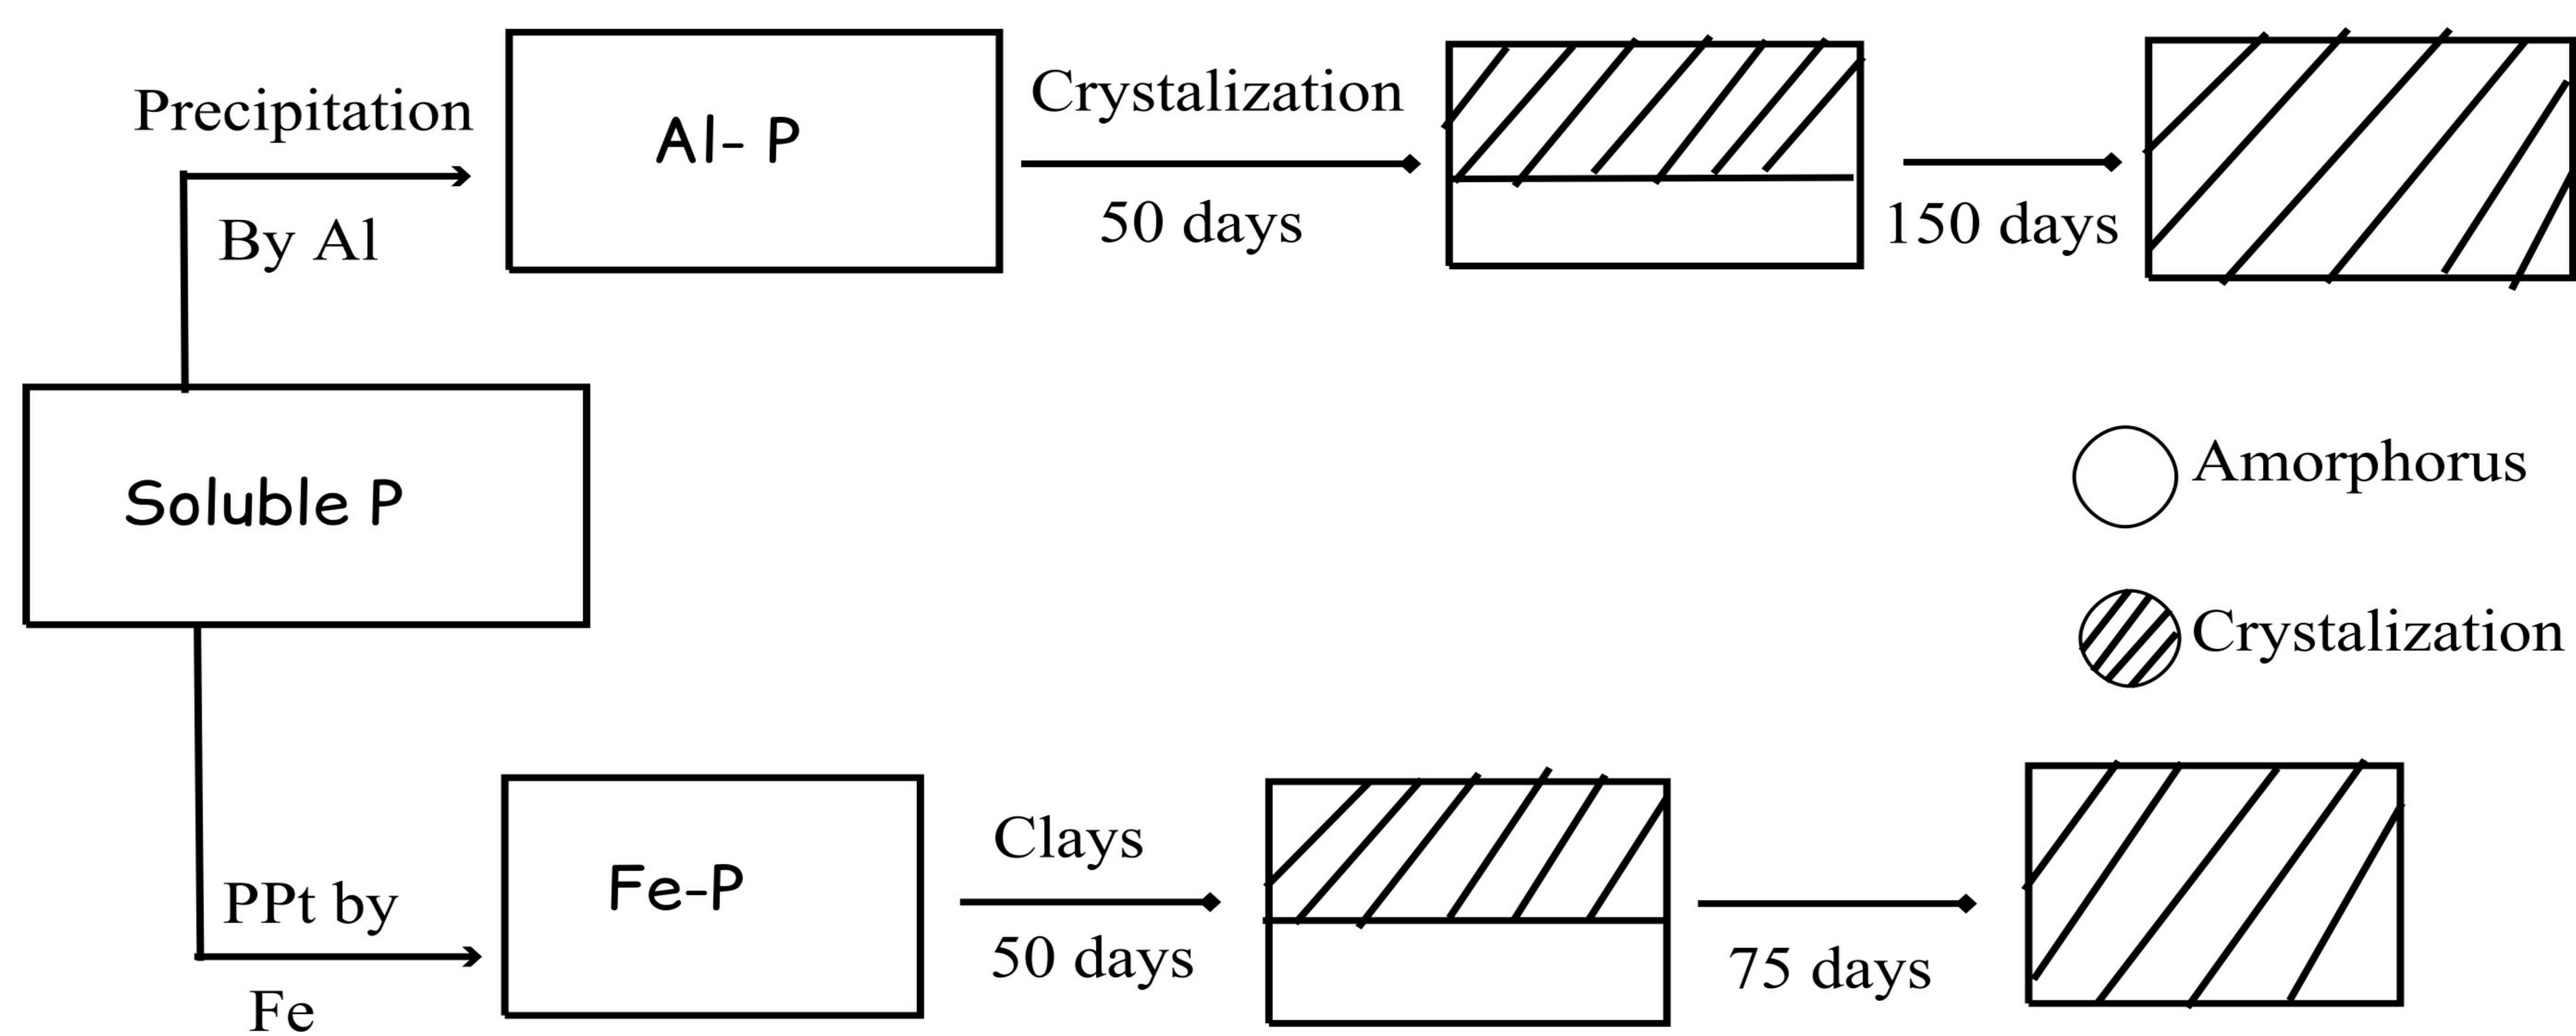 Precipitation
By Al
Al- P
Crystalization
50 days
150 days
Soluble P
Amorphorus
Crystalization
PPt by
Fe
Fe-P
Clays
50 days
75 days